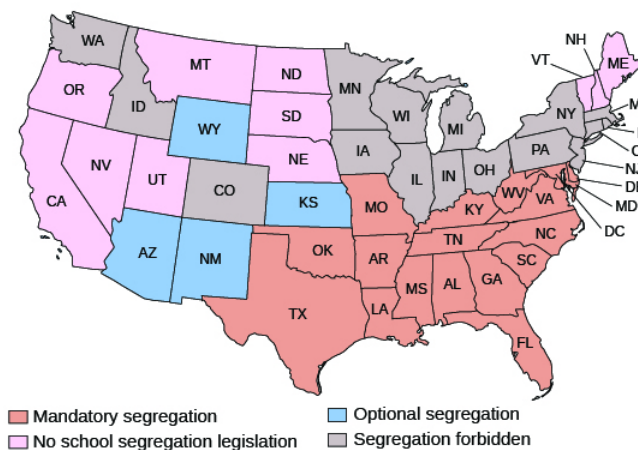 WA
MT
ND
MN
VT
NH
ME
OR
ID
SD
WI
MI
NY
M
WY
IA
PA
C
NV
NE
NJ
UT
CO
IL
IN
OH
MD
CA
KS
MO
KY
WV
VA
DC
AZ
NM
OK
AR
TN
NC
SC
TX
LA
MS
AL
GA
FL
Mandatory segregation
Optional segregation
No school segregation legislation
Segregation forbidden